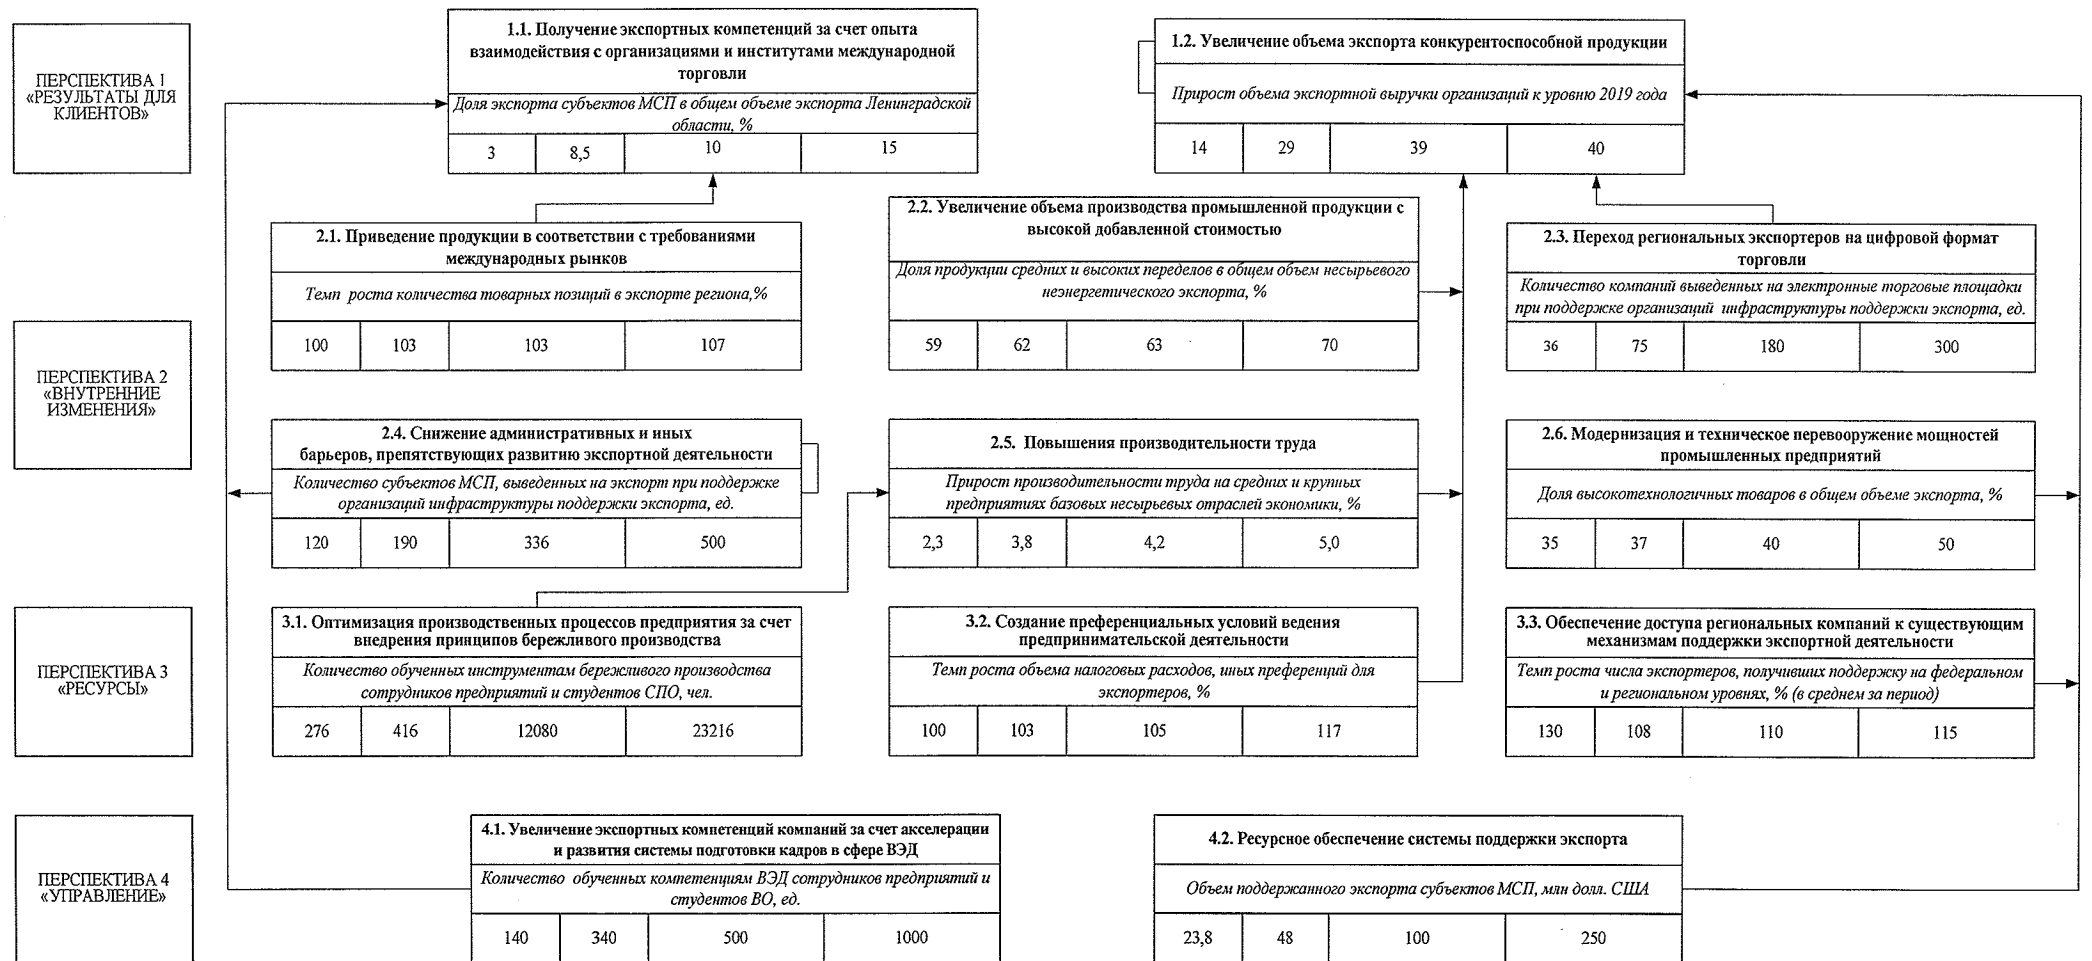 ПЕРСПЕКТИВА 1
«РЕЗУЛЬТАТЫ ДЛЯ
КЛИЕНТОВ»
1.1. Получение экспортных компетенций за счет опыта
взаимодействия с организациями и институтами международной
торговли
Доля экспорта субъектов МСП в общем объеме экспорта Ленинградской
области, %
3 8,5 10 15
1.2. Увеличение объема экспорта конкурентоспособной продукции
Прирост объема экспортной выручки организаций к уровню 2019 года
14 29 39 40
ПЕРСПЕКТИВА 2
«ВНУТРЕННИЕ
ИЗМЕНЕНИЯ»
2.1. Приведение продукции в соответствии с требованиями
международных рынков
Темп роста количества товарных позиций в экспорте региона,%
100 103 103 107
2.2. Увеличение объема производства промышленной продукции с
высокой добавленной стоимостью
Доля продукции средних и высоких переделов в общем объем несырьевого
неэнергетического экспорта, %
59 62 63 70
2.3. Переход региональных экспортеров на цифровой формат
торговли
Количество компаний выведенных на электронные торговые площадки
при поддержке организаций инфраструктуры поддержки экспорта, ед.
36 75 180 300
2.4. Снижение административных и иных
барьеров, препятствующих развитию экспортной деятельности
Количество субъектов МСП, выведенных на экспорт при поддержке
организаций инфраструктуры поддержки экспорта, ед.
120 190 336 500
2.5. Повышения производительности труда
Прирост производительности труда на средних и крупных
предприятиях базовых несырьевых отраслей экономики, %
2,3 3,8 4,2 5,0
2.6. Модернизация и техническое перевооружение мощностей
промышленных предприятий
Доля высокотехнологичных товаров в общем объеме экспорта, %
35 37 40 50
ПЕРСПЕКТИВА 3
«РЕСУРСЫ»
3.1. Оптимизация производственных процессов предприятия за счет
внедрения принципов бережливого производства
Количество обученных инструментам бережливого производства
сотрудников предприятий и студентов СПО, чел.
276 416 12080 23216
3.2. Создание преференциальных условий ведения
предпринимательской деятельности
Темп роста объема налоговых расходов, иных преференций для
экспортеров, %
100 103 105 117
3.3. Обеспечение доступа региональных компаний к существующим
механизмам поддержки экспортной деятельности
Темп роста числа экспортеров, получивших поддержку на федеральном
и региональном уровнях, % (в среднем за период)
130 108 110 115
ПЕРСПЕКТИВА 4
«УПРАВЛЕНИЕ»
4.1. Увеличение экспортных компетенций компаний за счет акселерации
и развития системы подготовки кадров в сфере ВЭД
Количество обученных компетенциям ВЭД сотрудников предприятий и
студентов ВО, ед.
140 340 500 1000
4.2. Ресурсное обеспечение системы поддержки экспорта
Объем поддержанного экспорта субъектов МСП, млн долл. США
23,8 48 100 250